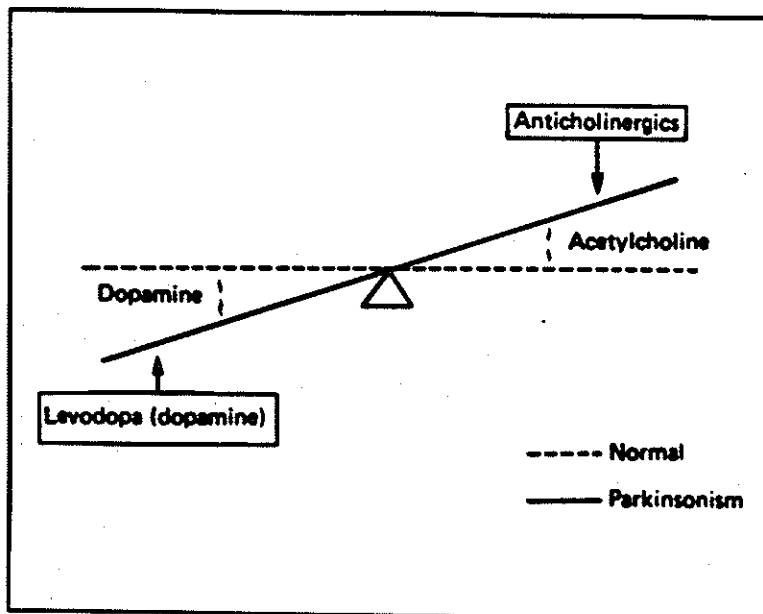 Anticholinergics
Acetylcholine
Dopamine
Levodopa (dopamine)
Normal
Parkinsonism